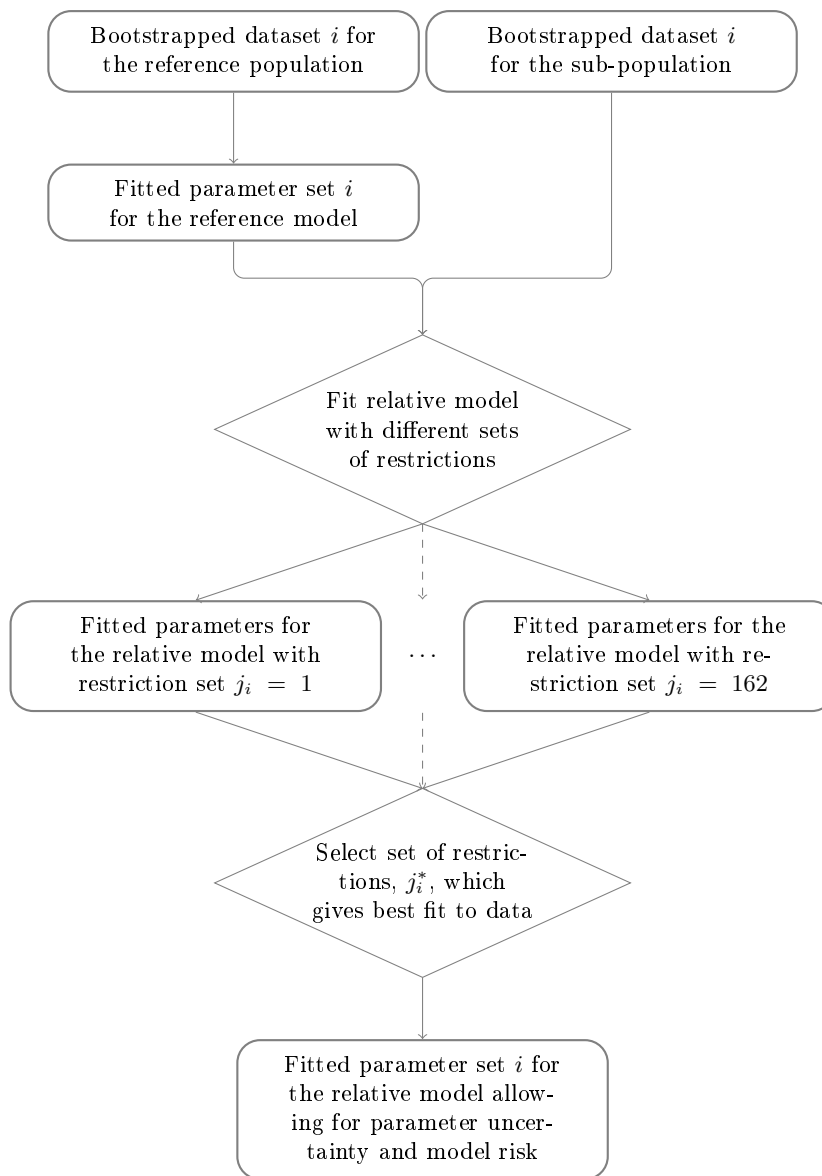 Bootstrapped dataset i for
the reference population
Bootstrapped dataset i
for the sub-population
Fitted parameter set i
for the reference model
Fit relative model
with different sets
of restrictions
Fitted parameters for
the relative model with
restriction set j_i = 1
...
Fitted parameters for the
relative model with re-
striction set j_i = 162
Select set of restric-
tions, j_i^*, which
gives best fit to data
Fitted parameter set i for
the relative model allow-
ing for parameter uncer-
tainty and model risk